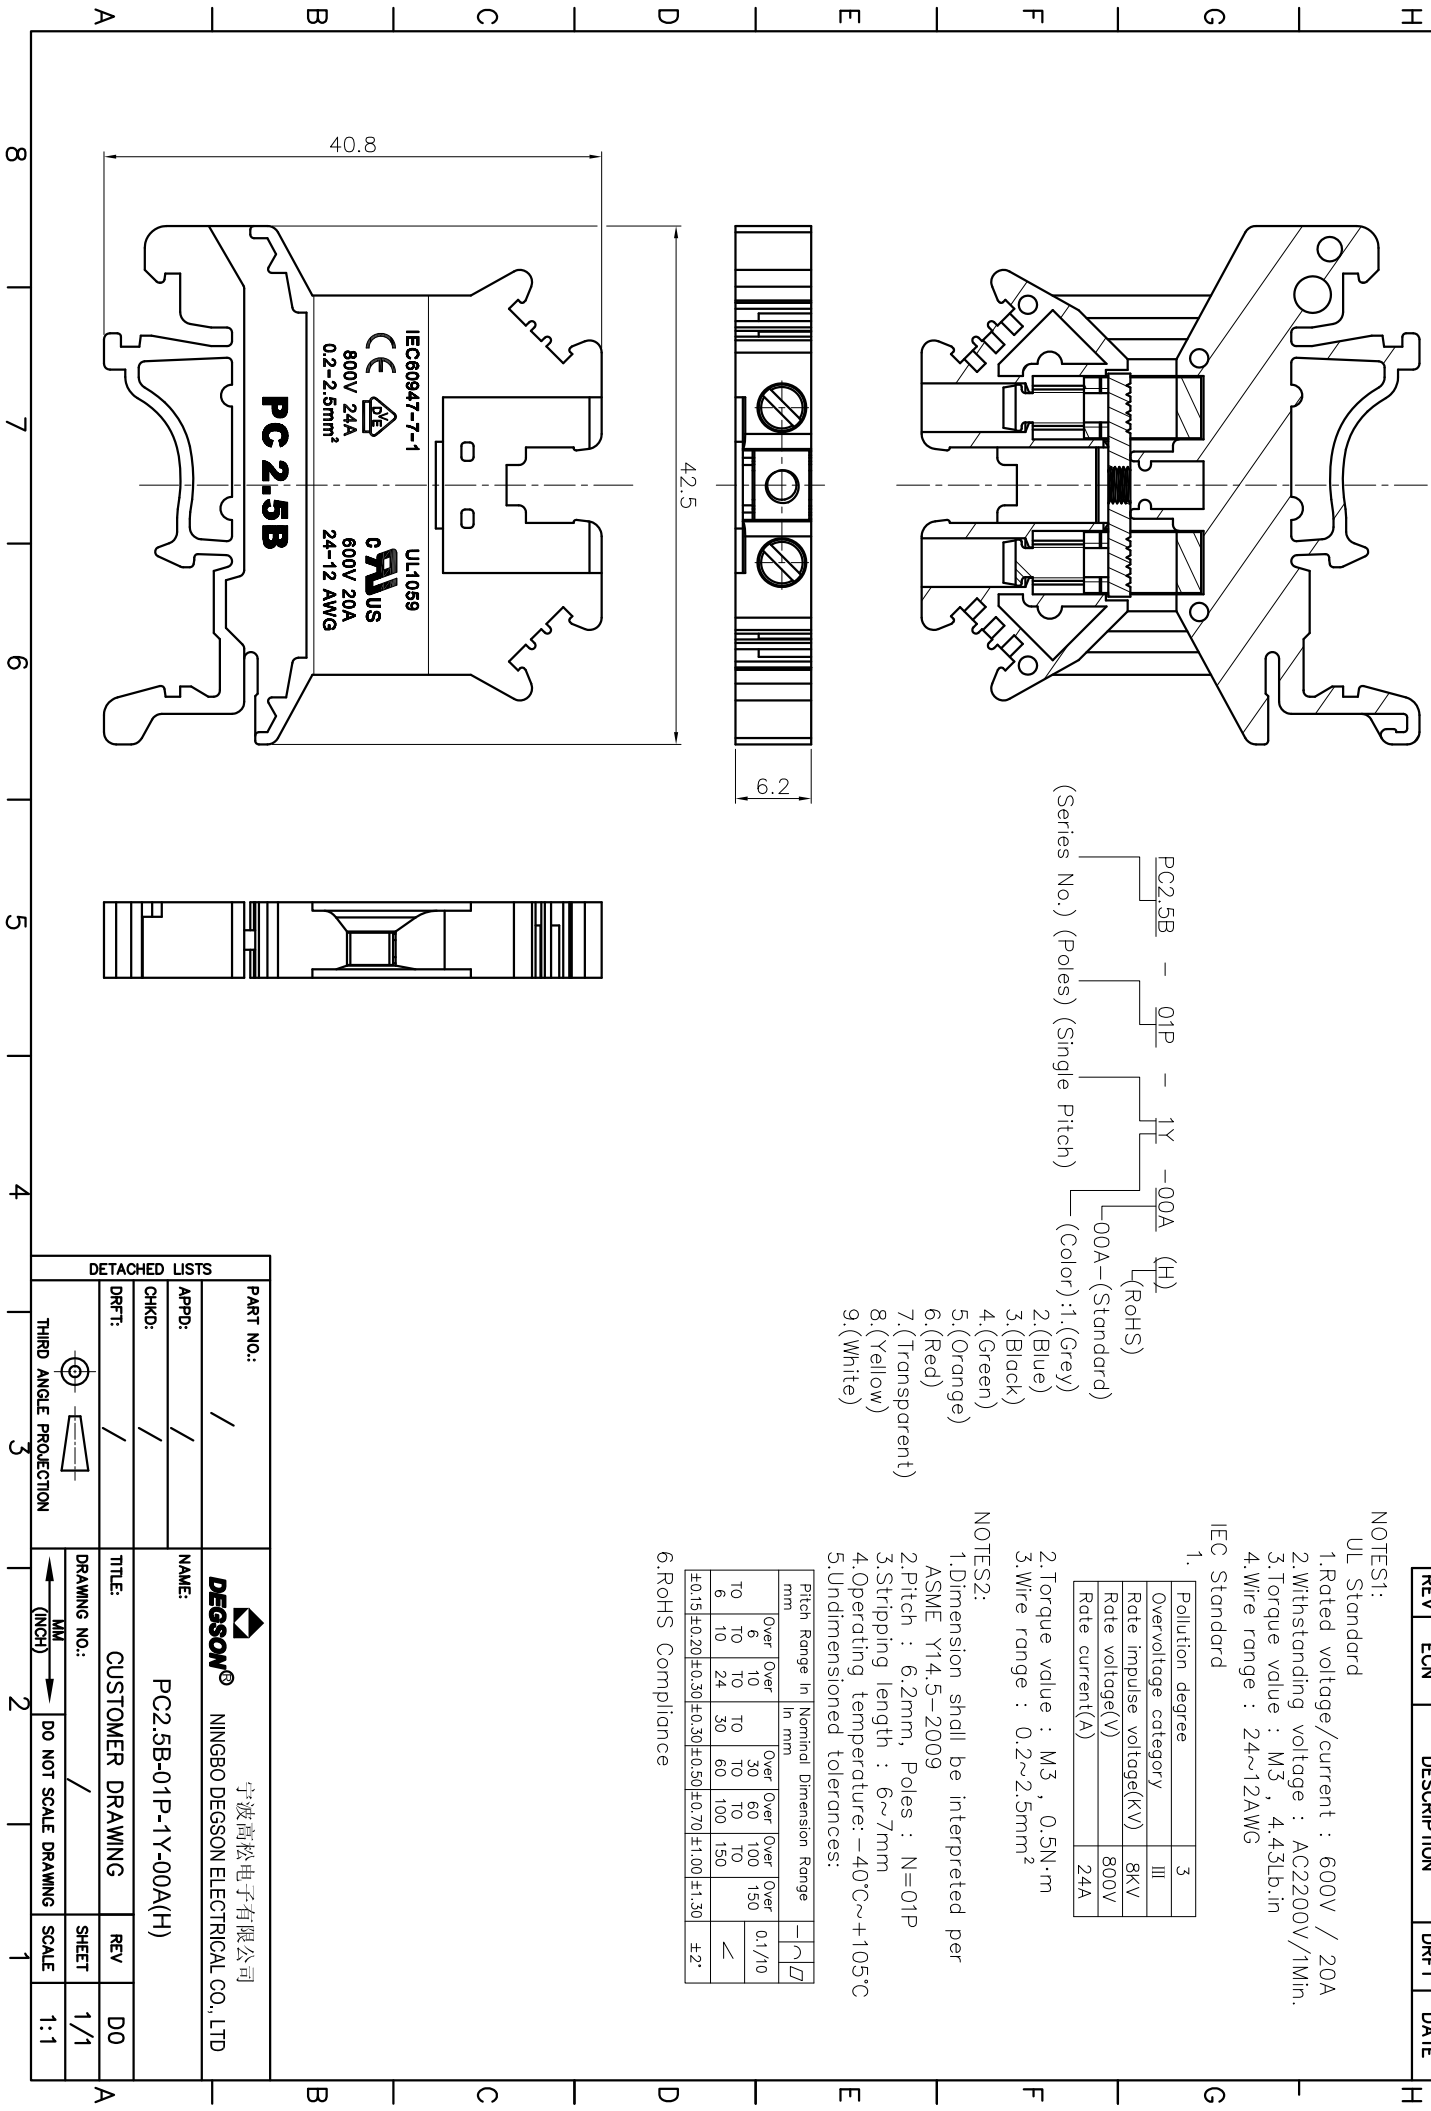 REV ECN DESCRIPTION DRFT DATE
NOTES1:
UL Standard
1.Rated voltage/current : 600V / 20A
2.Withstanding voltage : AC2200V/1Min.
3.Torque value : M3 , 4.43Lb.in
4.Wire range : 24~12AWG
IEC Standard
1.
Pollution degree 3
Overvoltage category III
Rate impulse voltage(KV) 8KV
Rate voltage(V) 800V
Rate current(A) 24A
2.Torque value : M3 , 0.5N·m
3.Wire range : 0.2~2.5mm²
NOTES2:
1.Dimension shall be interpreted per
ASME Y14.5-2009
2.Pitch : 6.2mm, Poles : N=01P
3.Stripping length : 6~7mm
4.Operating temperature:-40°C~+105°C
5.Undimensioned tolerances:
Pitch Range In mm Nominal Dimension Range In mm
TO 6 Over 6 TO 10 Over 10 TO 24 TO 30 Over 30 TO 60 Over 60 TO 100 Over 100 TO 150 Over 150 0.1/10
±0.15 ±0.20 ±0.30 ±0.30 ±0.50 ±0.70 ±1.00 ±1.30 ±2°
6.RoHS Compliance
PC2.5B - 01P - 1Y -00A (H)
(RoHS)
00A-(Standard)
(Series No.) (Poles) (Single Pitch) (Color):1.(Grey)
2.(Blue)
3.(Black)
4.(Green)
5.(Orange)
6.(Red)
7.(Transparent)
8.(Yellow)
9.(White)
6.2
42.5
40.8
IEC60947-7-1
CE DVE
800V 24A
0.2-2.5mm²
UL1059
C RU US
600V 20A
24-12 AWG
PC 2.5B
DETACHED LISTS
PART NO.: /
APPD: /
CHKD: /
DRFT: /
THIRD ANGLE PROJECTION
DEGSON®
宁波高松电子有限公司
NINGBO DEGSON ELECTRICAL CO., LTD
NAME: PC2.5B-01P-1Y-00A(H)
TITLE: CUSTOMER DRAWING REV D0
DRAWING NO.: / SHEET 1/1
MM (INCH) DO NOT SCALE DRAWING SCALE 1:1
8 7 6 5 4 3 2 1
H G F E D C B A
H G F E D C B A